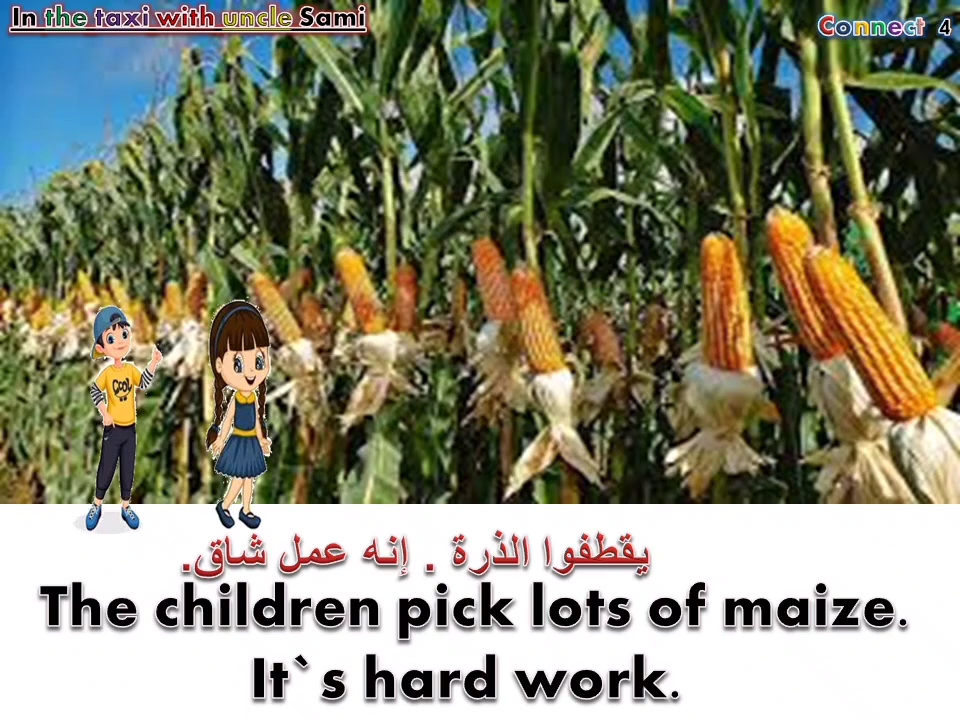 In the taxi with uncle Sami
Connect 4
COOL
يقطفوا الذرة . إنه عمل شاق.
The children pick lots of maize.
It`s hard work.